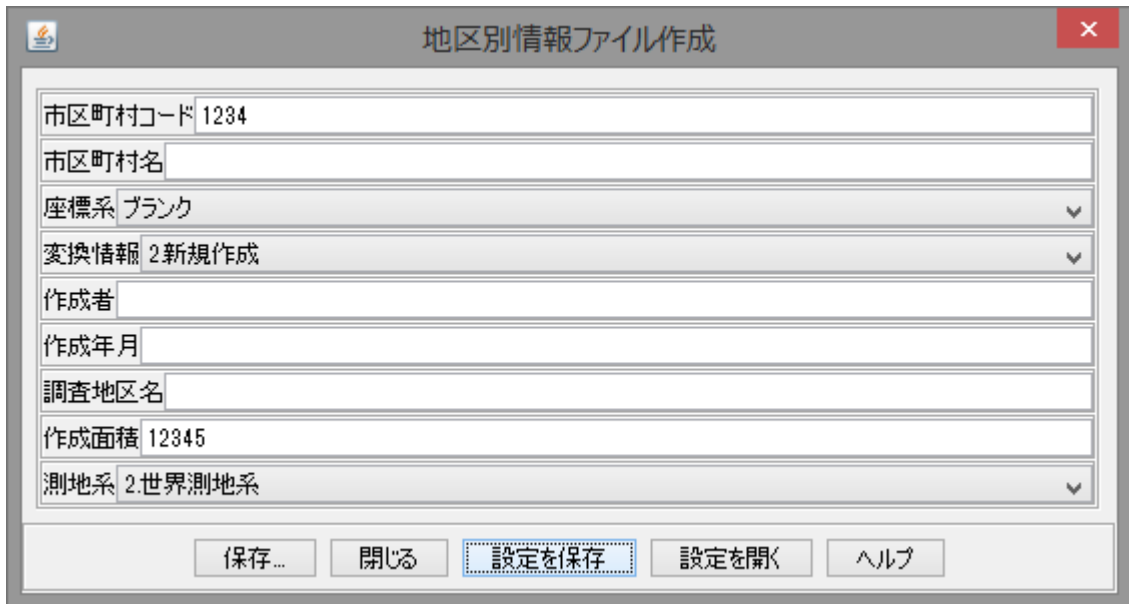 地区別情報ファイル作成
市区町村コード 1234
市区町村名
座標系 ブランク
変換情報 2新規作成
作成者
作成年月
調査地区名
作成面積 12345
測地系 2.世界測地系
保存... 閉じる 設定を保存 設定を開く ヘルプ